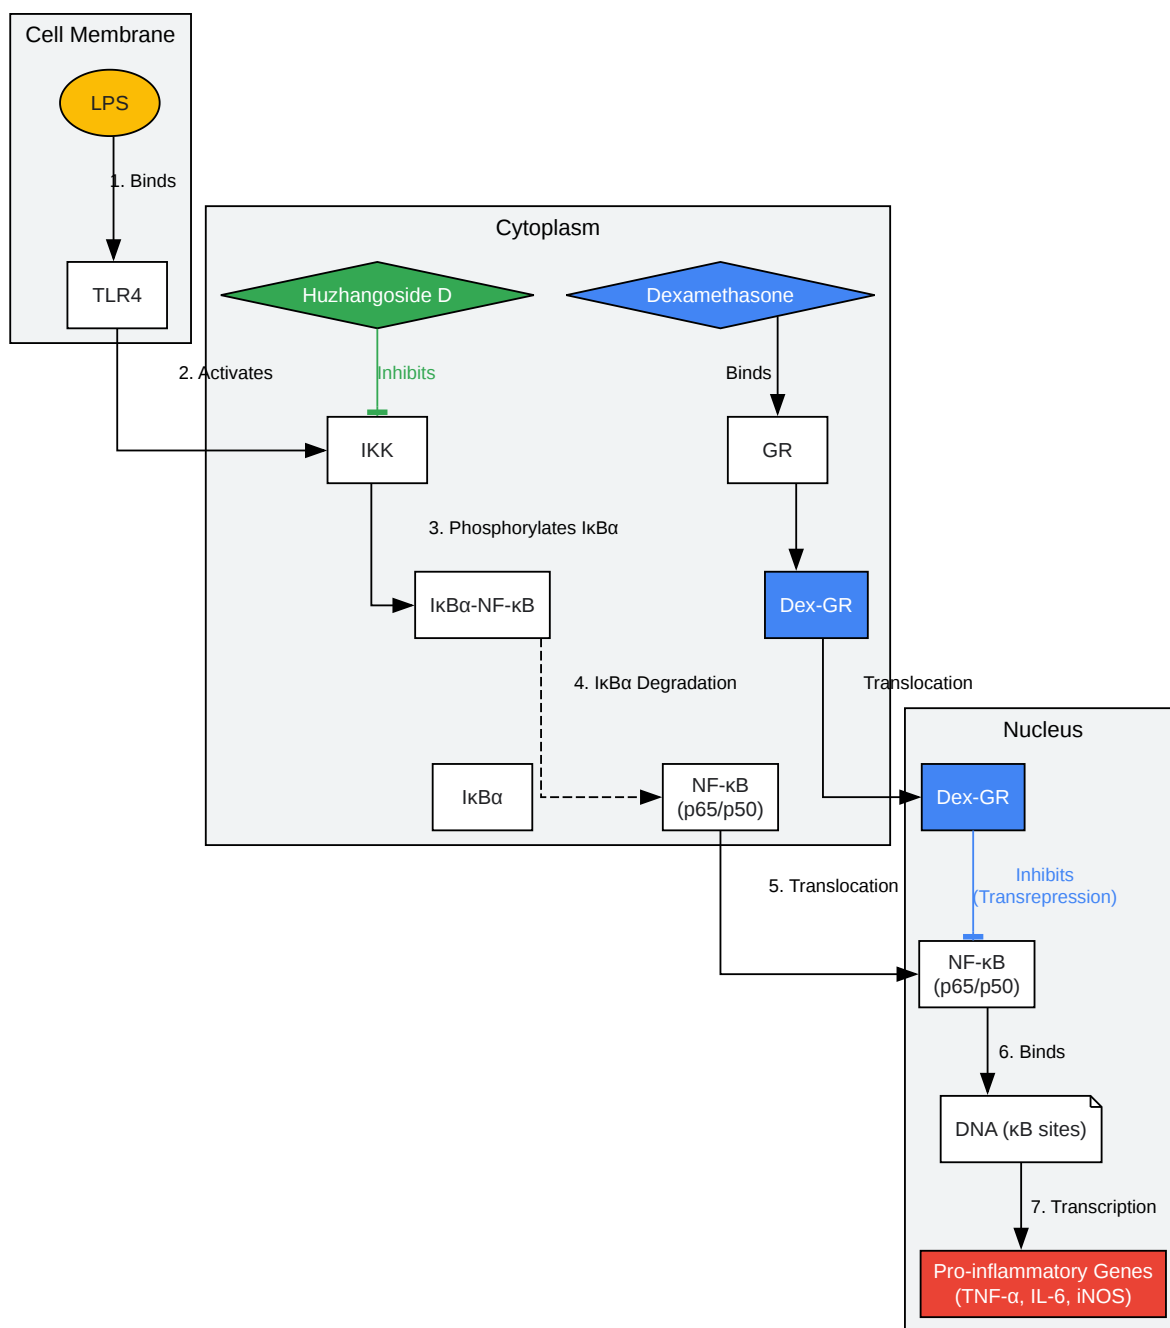 Cell Membrane
LPS
1. Binds
TLR4
Cytoplasm
Huzhangoside D
Dexamethasone
2. Activates
Inhibits
Binds
IKK
GR
3. Phosphorylates IκBα
IκBα-NF-κB
Dex-GR
4. IκBα Degradation
Translocation
Nucleus
IκBα
NF-κB
(p65/p50)
Dex-GR
5. Translocation
Inhibits
(Transrepression)
NF-κB
(p65/p50)
6. Binds
DNA (κB sites)
7. Transcription
Pro-inflammatory Genes
(TNF-α, IL-6, iNOS)